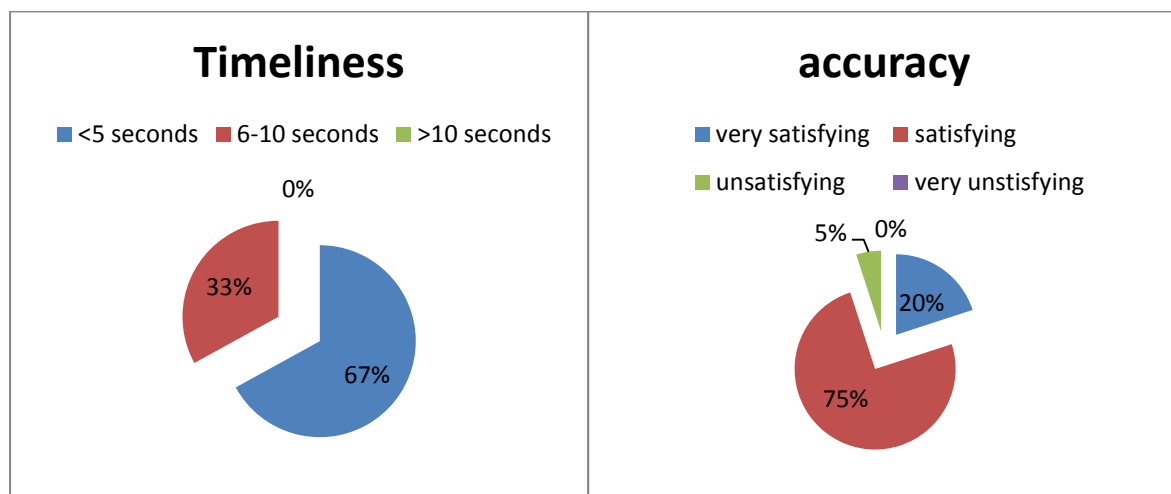 Timeliness
<5 seconds 6-10 seconds >10 seconds
0%
33%
67%
accuracy
very satisfying satisfying
unsatisfying very unstisfying
5% 0%
20%
75%